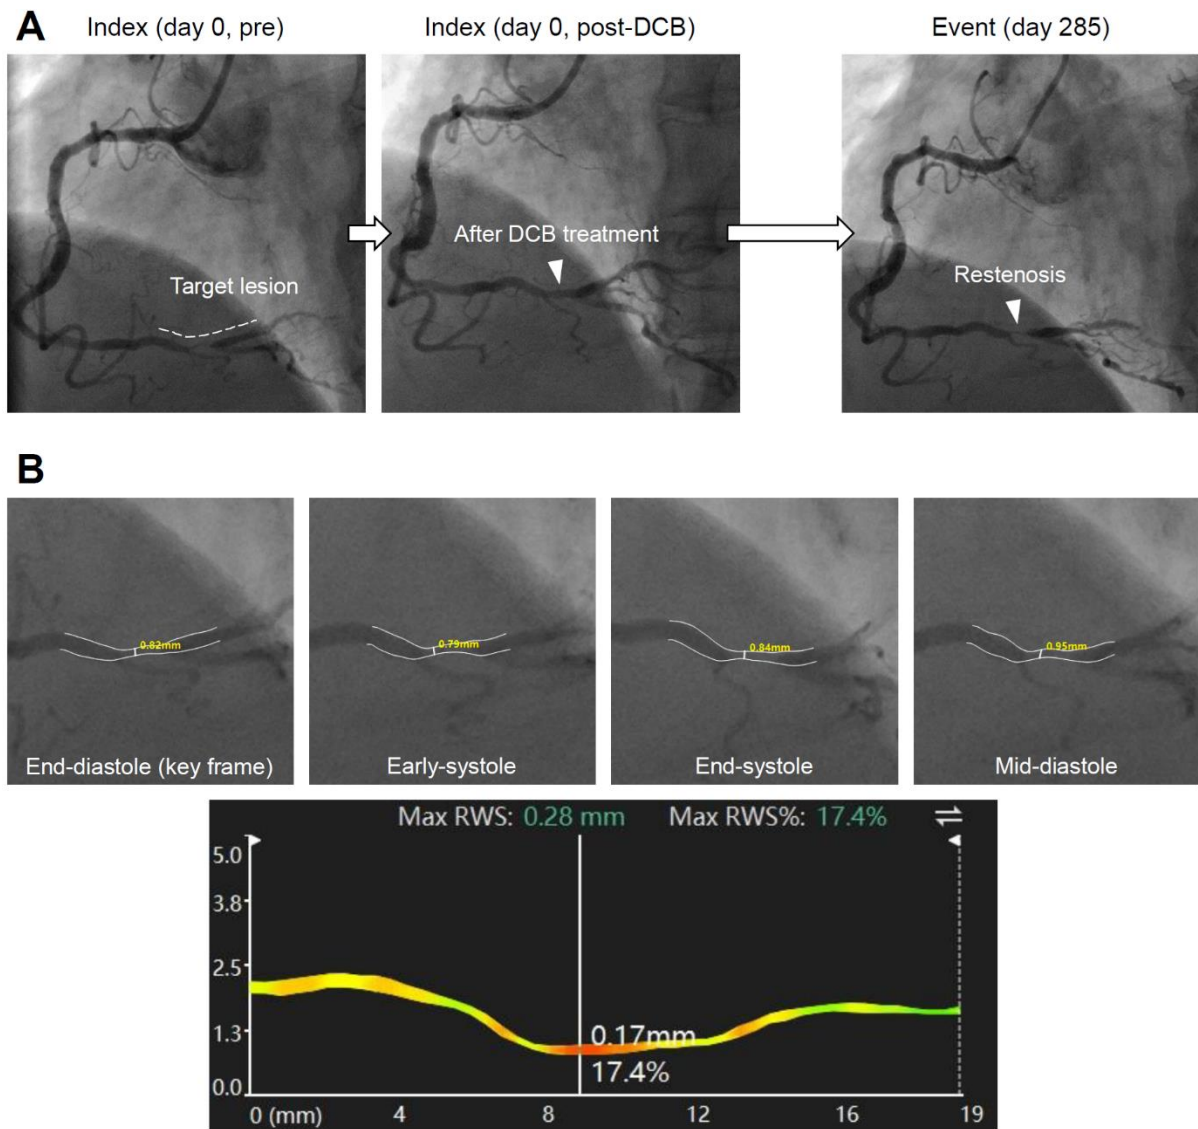 A
Index (day 0, pre)
Index (day 0, post-DCB)
Event (day 285)
Target lesion
After DCB treatment
Restenosis
B
0.82mm
0.79mm
0.84mm
0.95mm
End-diastole (key frame)
Early-systole
End-systole
Mid-diastole
Max RWS: 0.28 mm Max RWS%: 17.4%
5.0
3.8
2.5
1.3
0.0
0.17mm
17.4%
0 (mm) 4 8 12 16 19